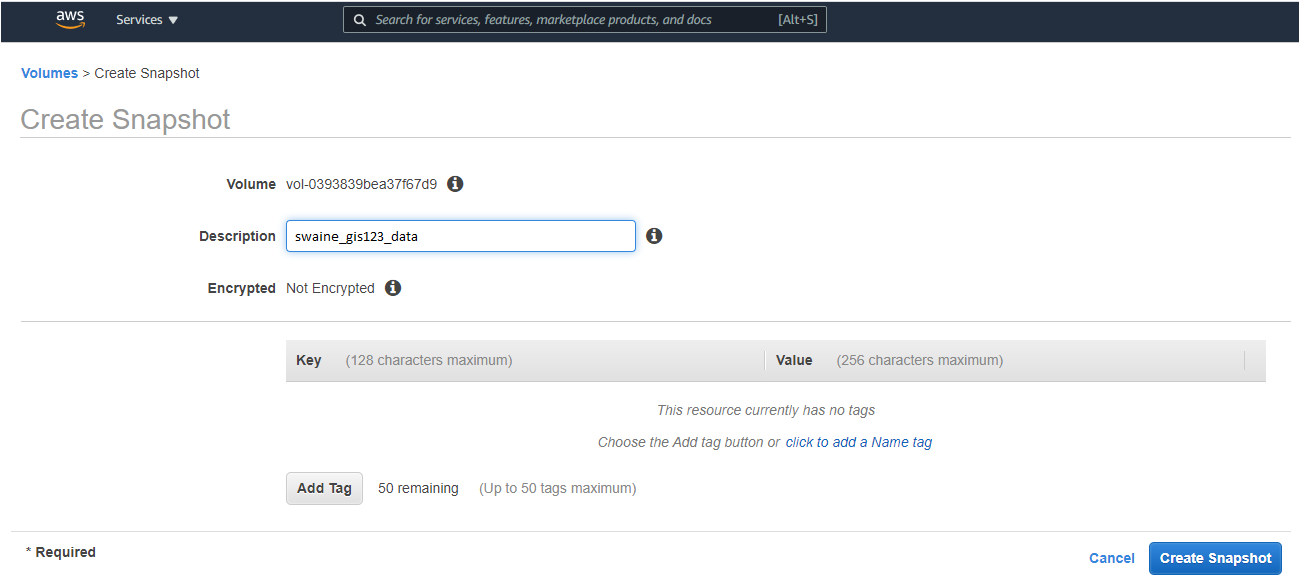 aws Services ▼ Search for services, features, marketplace products, and docs [Alt+S]
Volumes > Create Snapshot
Create Snapshot
Volume vol-0393839bea37f67d9
Description swaine_gis123_data
Encrypted Not Encrypted
Key (128 characters maximum) Value (256 characters maximum)
This resource currently has no tags
Choose the Add tag button or click to add a Name tag
Add Tag 50 remaining (Up to 50 tags maximum)
* Required
Cancel Create Snapshot